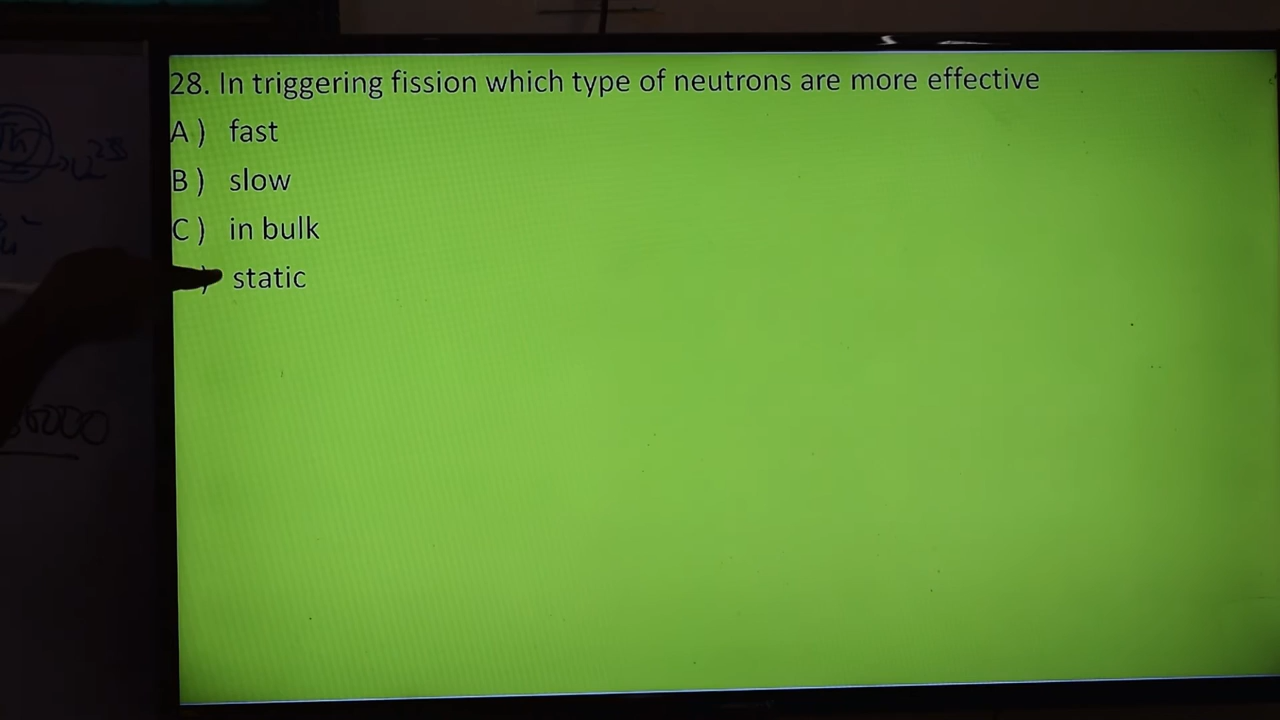 28. In triggering fission which type of neutrons are more effective
A ) fast
B ) slow
C ) in bulk
) static